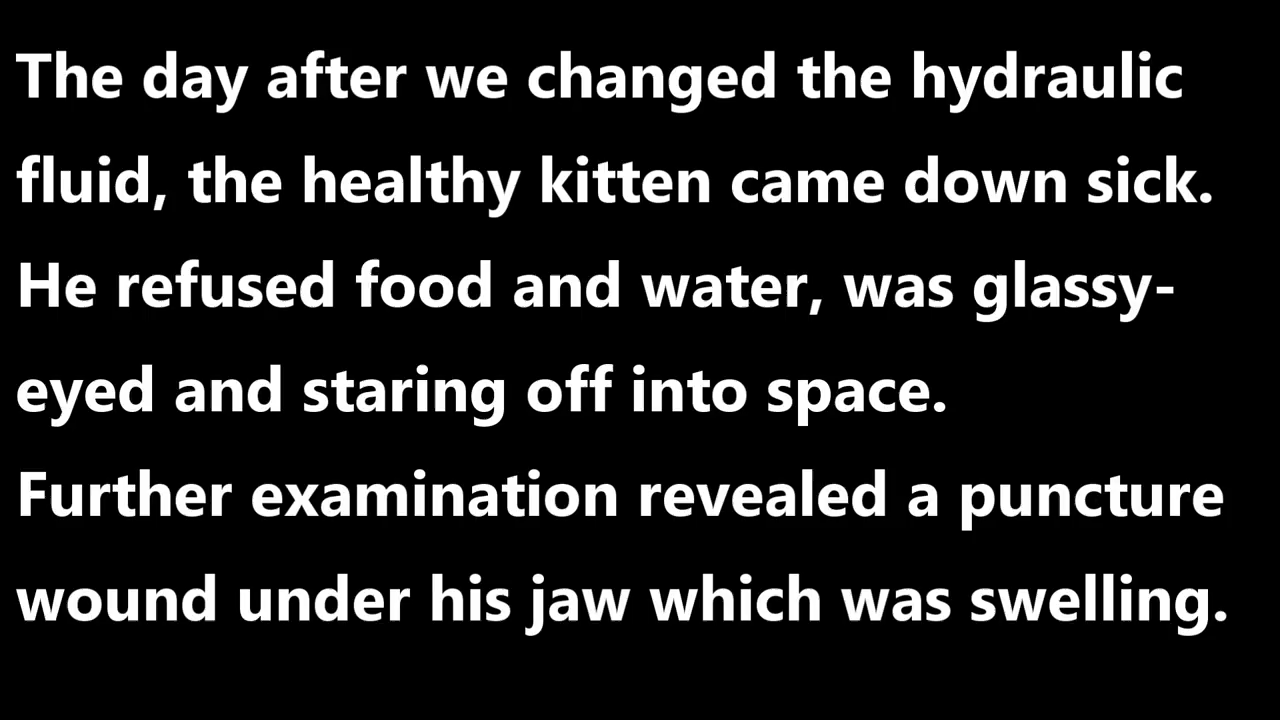 The day after we changed the hydraulic
fluid, the healthy kitten came down sick.
He refused food and water, was glassy-
eyed and staring off into space.
Further examination revealed a puncture
wound under his jaw which was swelling.